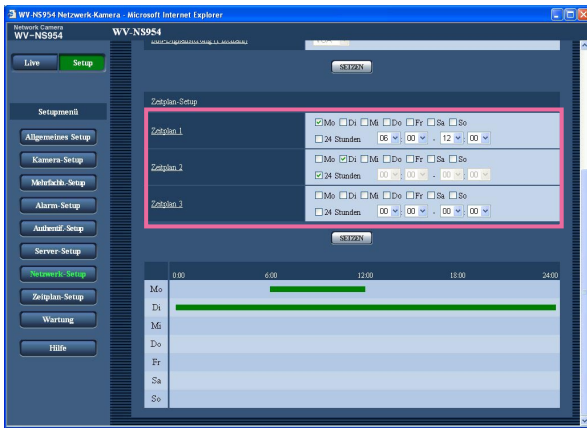 WV-NS954 Netzwerk-Kamera - Microsoft Internet Explorer
Network Camera
WV-NS954
WV-NS954
Live
Setup
SETZEN
Setupmenü
Allgemeines Setup
Kamera-Setup
Mehrfachb.-Setup
Alarm-Setup
Authentif.-Setup
Server-Setup
Netzwerk-Setup
Zeitplan-Setup
Wartung
Hilfe
Zeitplan-Setup
Zeitplan 1
Mo Di Mi Do Fr Sa So
24 Stunden 06 : 00 - 12 : 00
Zeitplan 2
Mo Di Mi Do Fr Sa So
24 Stunden 00 : 00 - 00 : 00
Zeitplan 3
Mo Di Mi Do Fr Sa So
24 Stunden 00 : 00 - 00 : 00
SETZEN
0:00 6:00 12:00 18:00 24:00
Mo
Di
Mi
Do
Fr
Sa
So